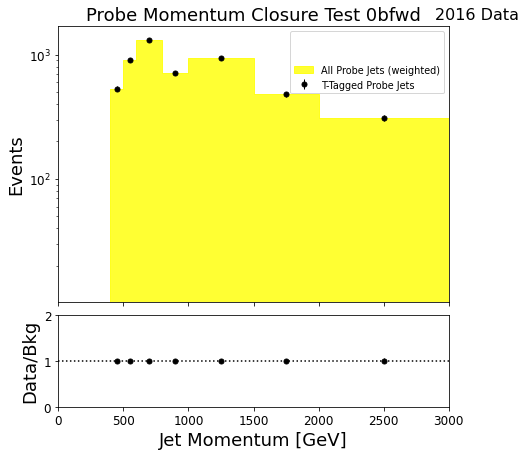 Probe Momentum Closure Test 0bfwd 2016 Data
All Probe Jets (weighted)
T-Tagged Probe Jets
10³
10²
Events
2
1
0
Data/Bkg
0 500 1000 1500 2000 2500 3000
Jet Momentum [GeV]